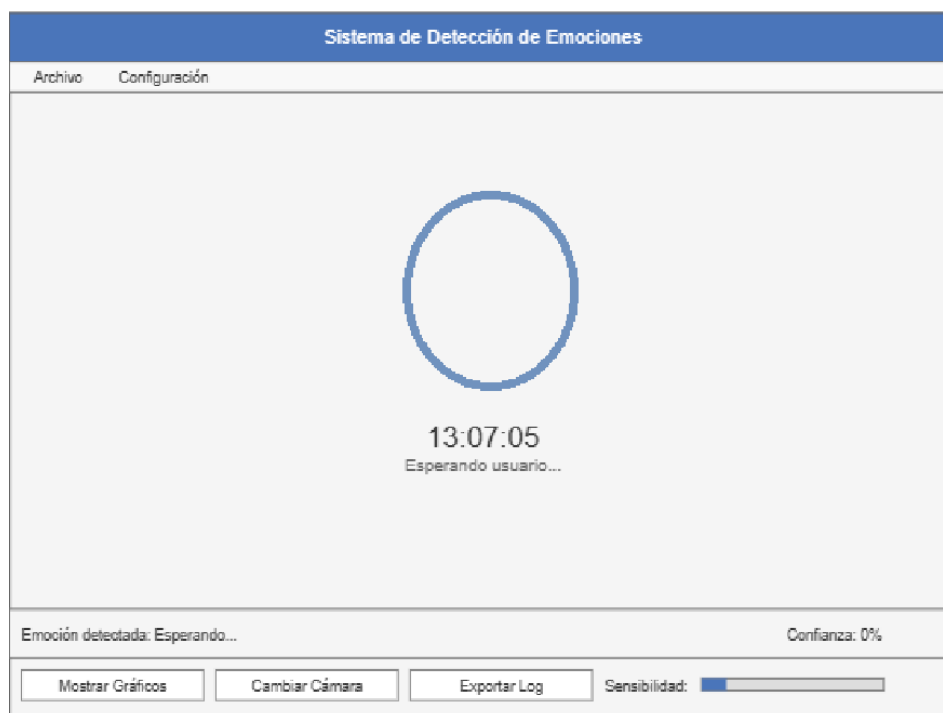 Sistema de Detección de Emociones
Archivo Configuración
13:07:05
Esperando usuario...
Emoción detectada: Esperando... Confianza: 0%
Mostrar Gráficos Cambiar Cámara Exportar Log Sensibilidad: